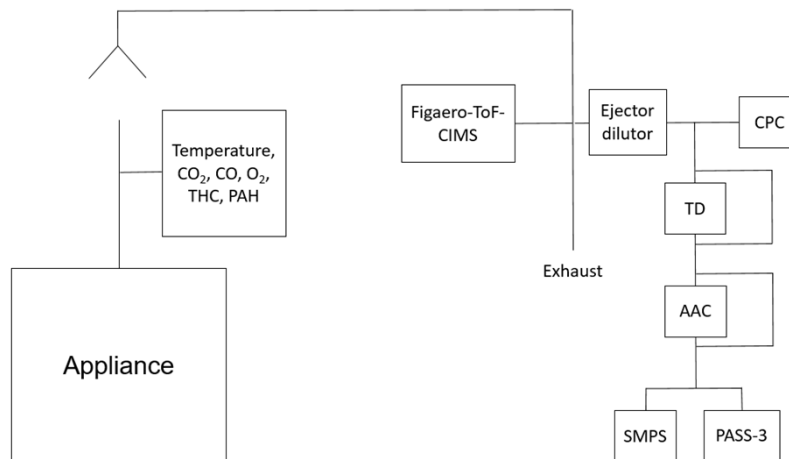 Figaero-ToF-
CIMS
Ejector
dilutor
CPC
Temperature,
CO₂, CO, O₂,
THC, PAH
TD
Exhaust
AAC
Appliance
SMPS
PASS-3